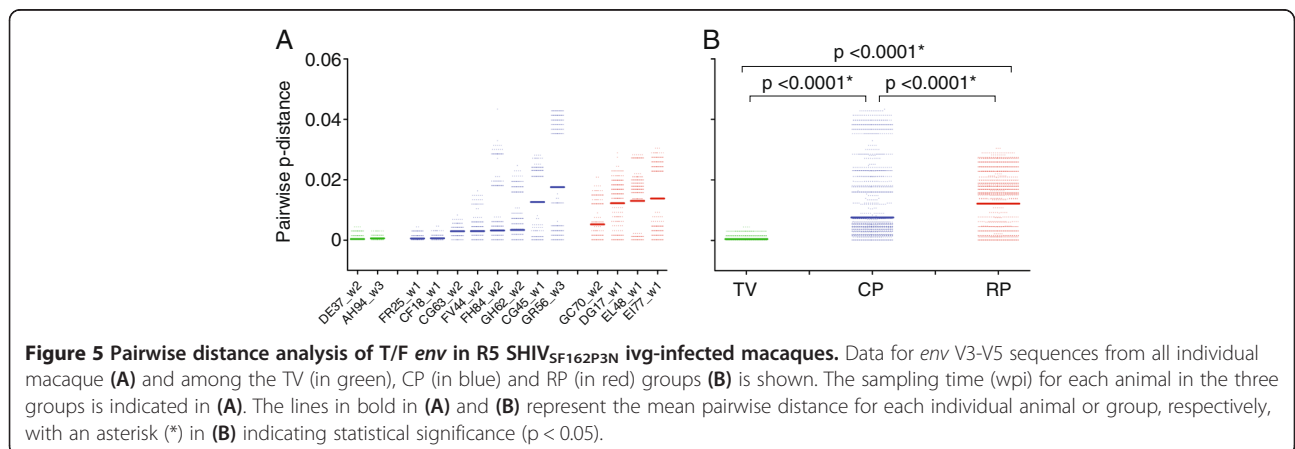 A
B
0.06
0.04
0.02
0
Pairwise p-distance
DE37_w2
AH94_w3
FR25_w1
CF18_w1
CG63_w2
FV44_w2
FH84_w2
GH62_w2
CG45_w1
GR56_w3
GC70_w2
DG17_w1
EL48_w1
EI77_w1
p <0.0001*
p <0.0001*
p <0.0001*
TV
CP
RP
Figure 5 Pairwise distance analysis of T/F env in R5 SHIVSF162P3N ivg-infected macaques. Data for env V3-V5 sequences from all individual
macaque (A) and among the TV (in green), CP (in blue) and RP (in red) groups (B) is shown. The sampling time (wpi) for each animal in the three
groups is indicated in (A). The lines in bold in (A) and (B) represent the mean pairwise distance for each individual animal or group, respectively,
with an asterisk (*) in (B) indicating statistical significance (p < 0.05).